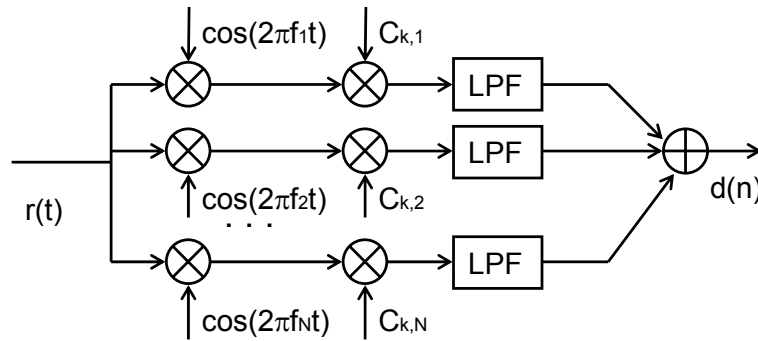 cos(2πf1t) Ck,1
LPF
LPF
r(t)
cos(2πf2t) Ck,2
d(n)
. . .
LPF
cos(2πfNt) Ck,N